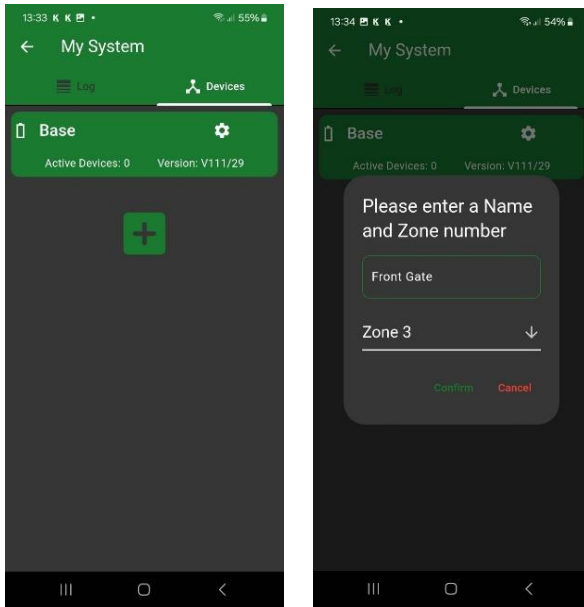 13:33 K K
55%
My System
Log
Devices
Base
Active Devices: 0 Version: V111/29
13:34 K K
54%
My System
Log
Devices
Base
Active Devices: 0 Version: V111/29
Please enter a Name
and Zone number
Front Gate
Zone 3
Confirm Cancel